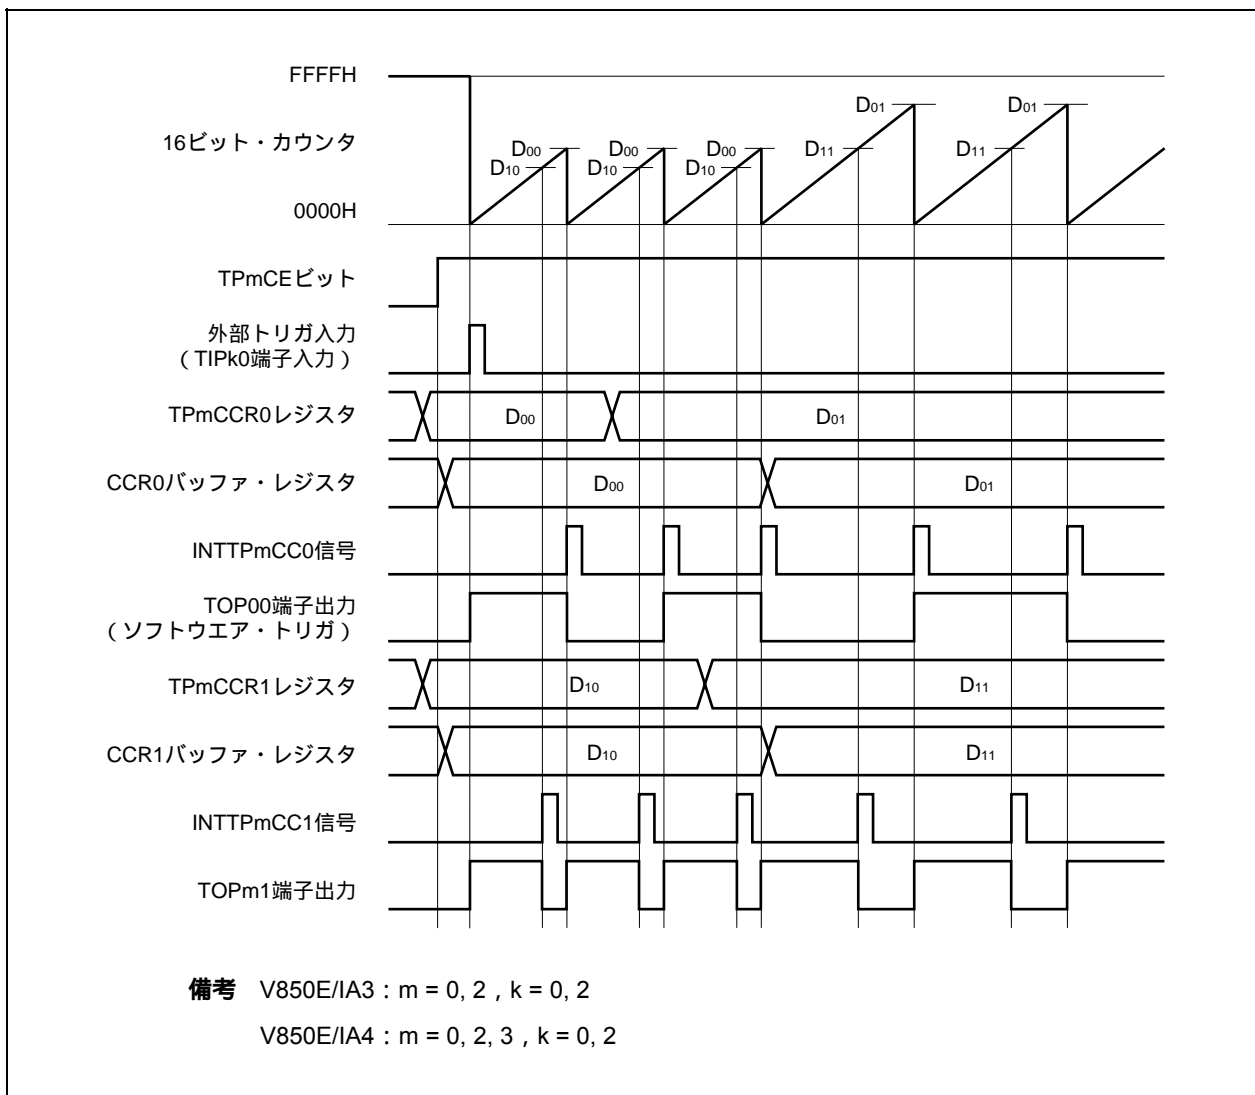 FFFFH
D01 D01
16ビット・カウンタ
D00 D00 D00 D11 D11
D10 D10 D10
0000H
TPmCEビット
外部トリガ入力
（TIPk0端子入力）
TPmCCR0レジスタ D00 D01
CCR0バッファ・レジスタ D00 D01
INTTPmCC0信号
TOP00端子出力
（ソフトウエア・トリガ）
TPmCCR1レジスタ D10 D11
CCR1バッファ・レジスタ D10 D11
INTTPmCC1信号
TOPm1端子出力
備考 V850E/IA3：m = 0, 2，k = 0, 2
V850E/IA4：m = 0, 2, 3，k = 0, 2